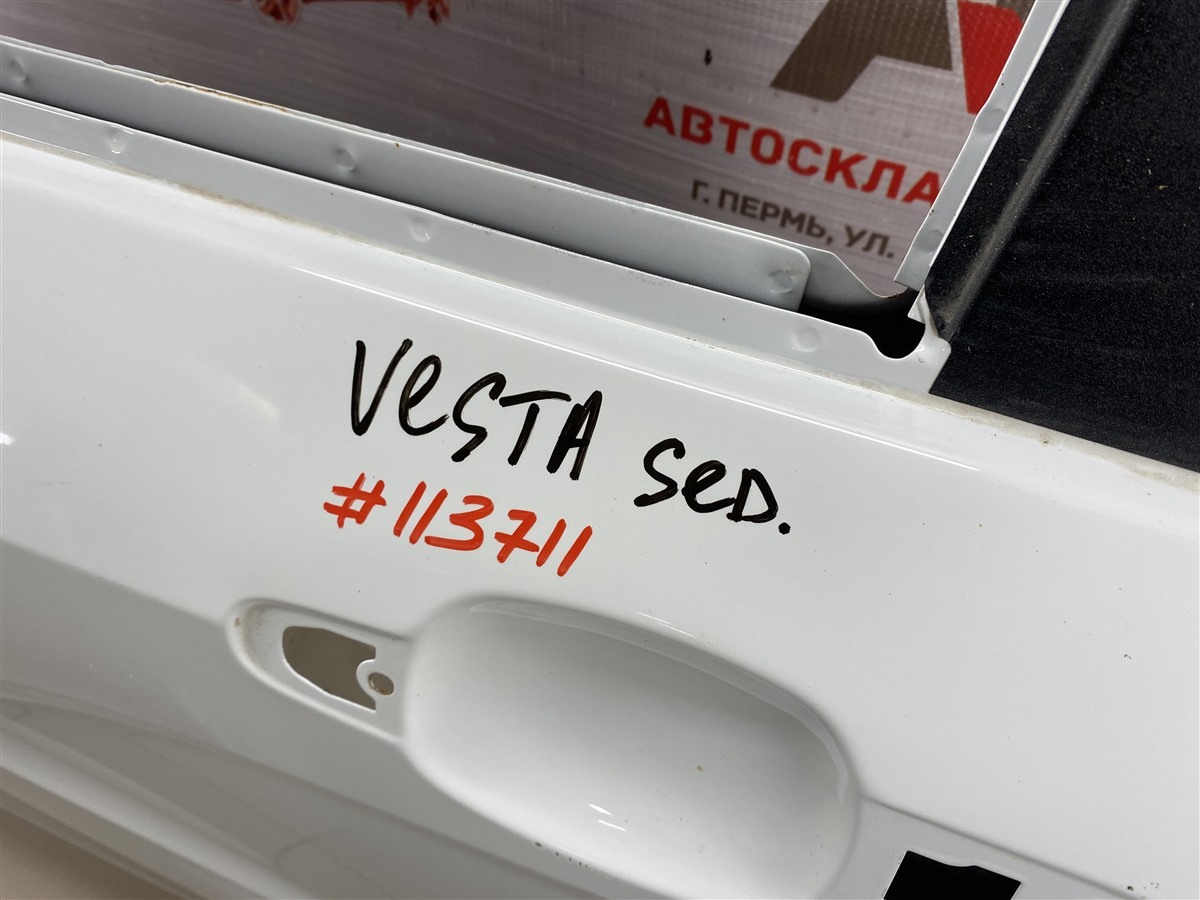 АВТОСКЛА
Г. ПЕРМЬ, УЛ.
VeSTA SeD.
#113711